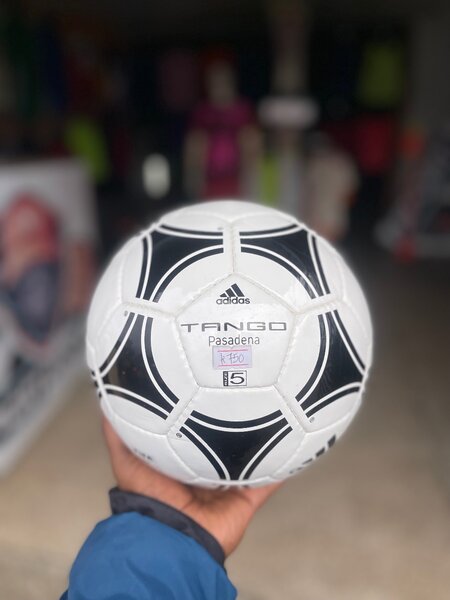 adidas
TANGO
Pasadena
K750
5